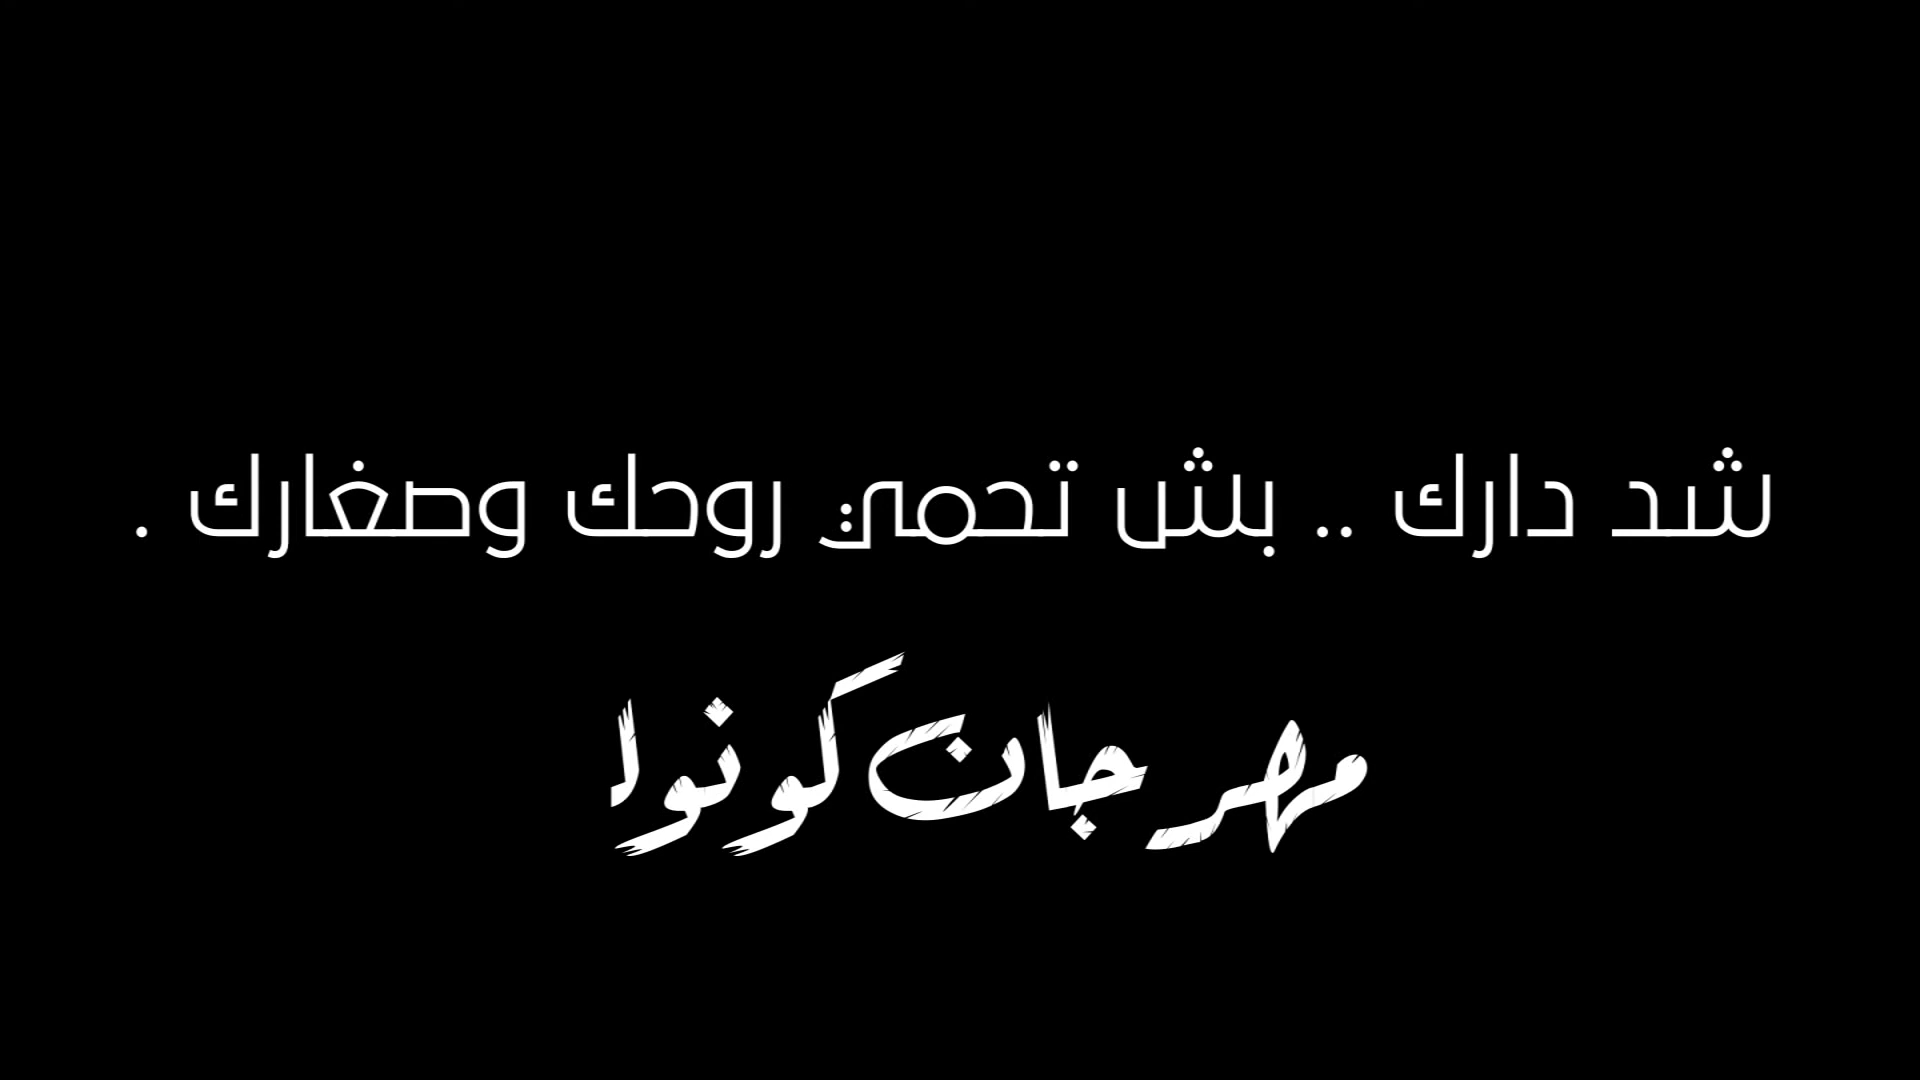 شد دارك .. بش تحمي روحك وصغارك .
مهرجان كونوا